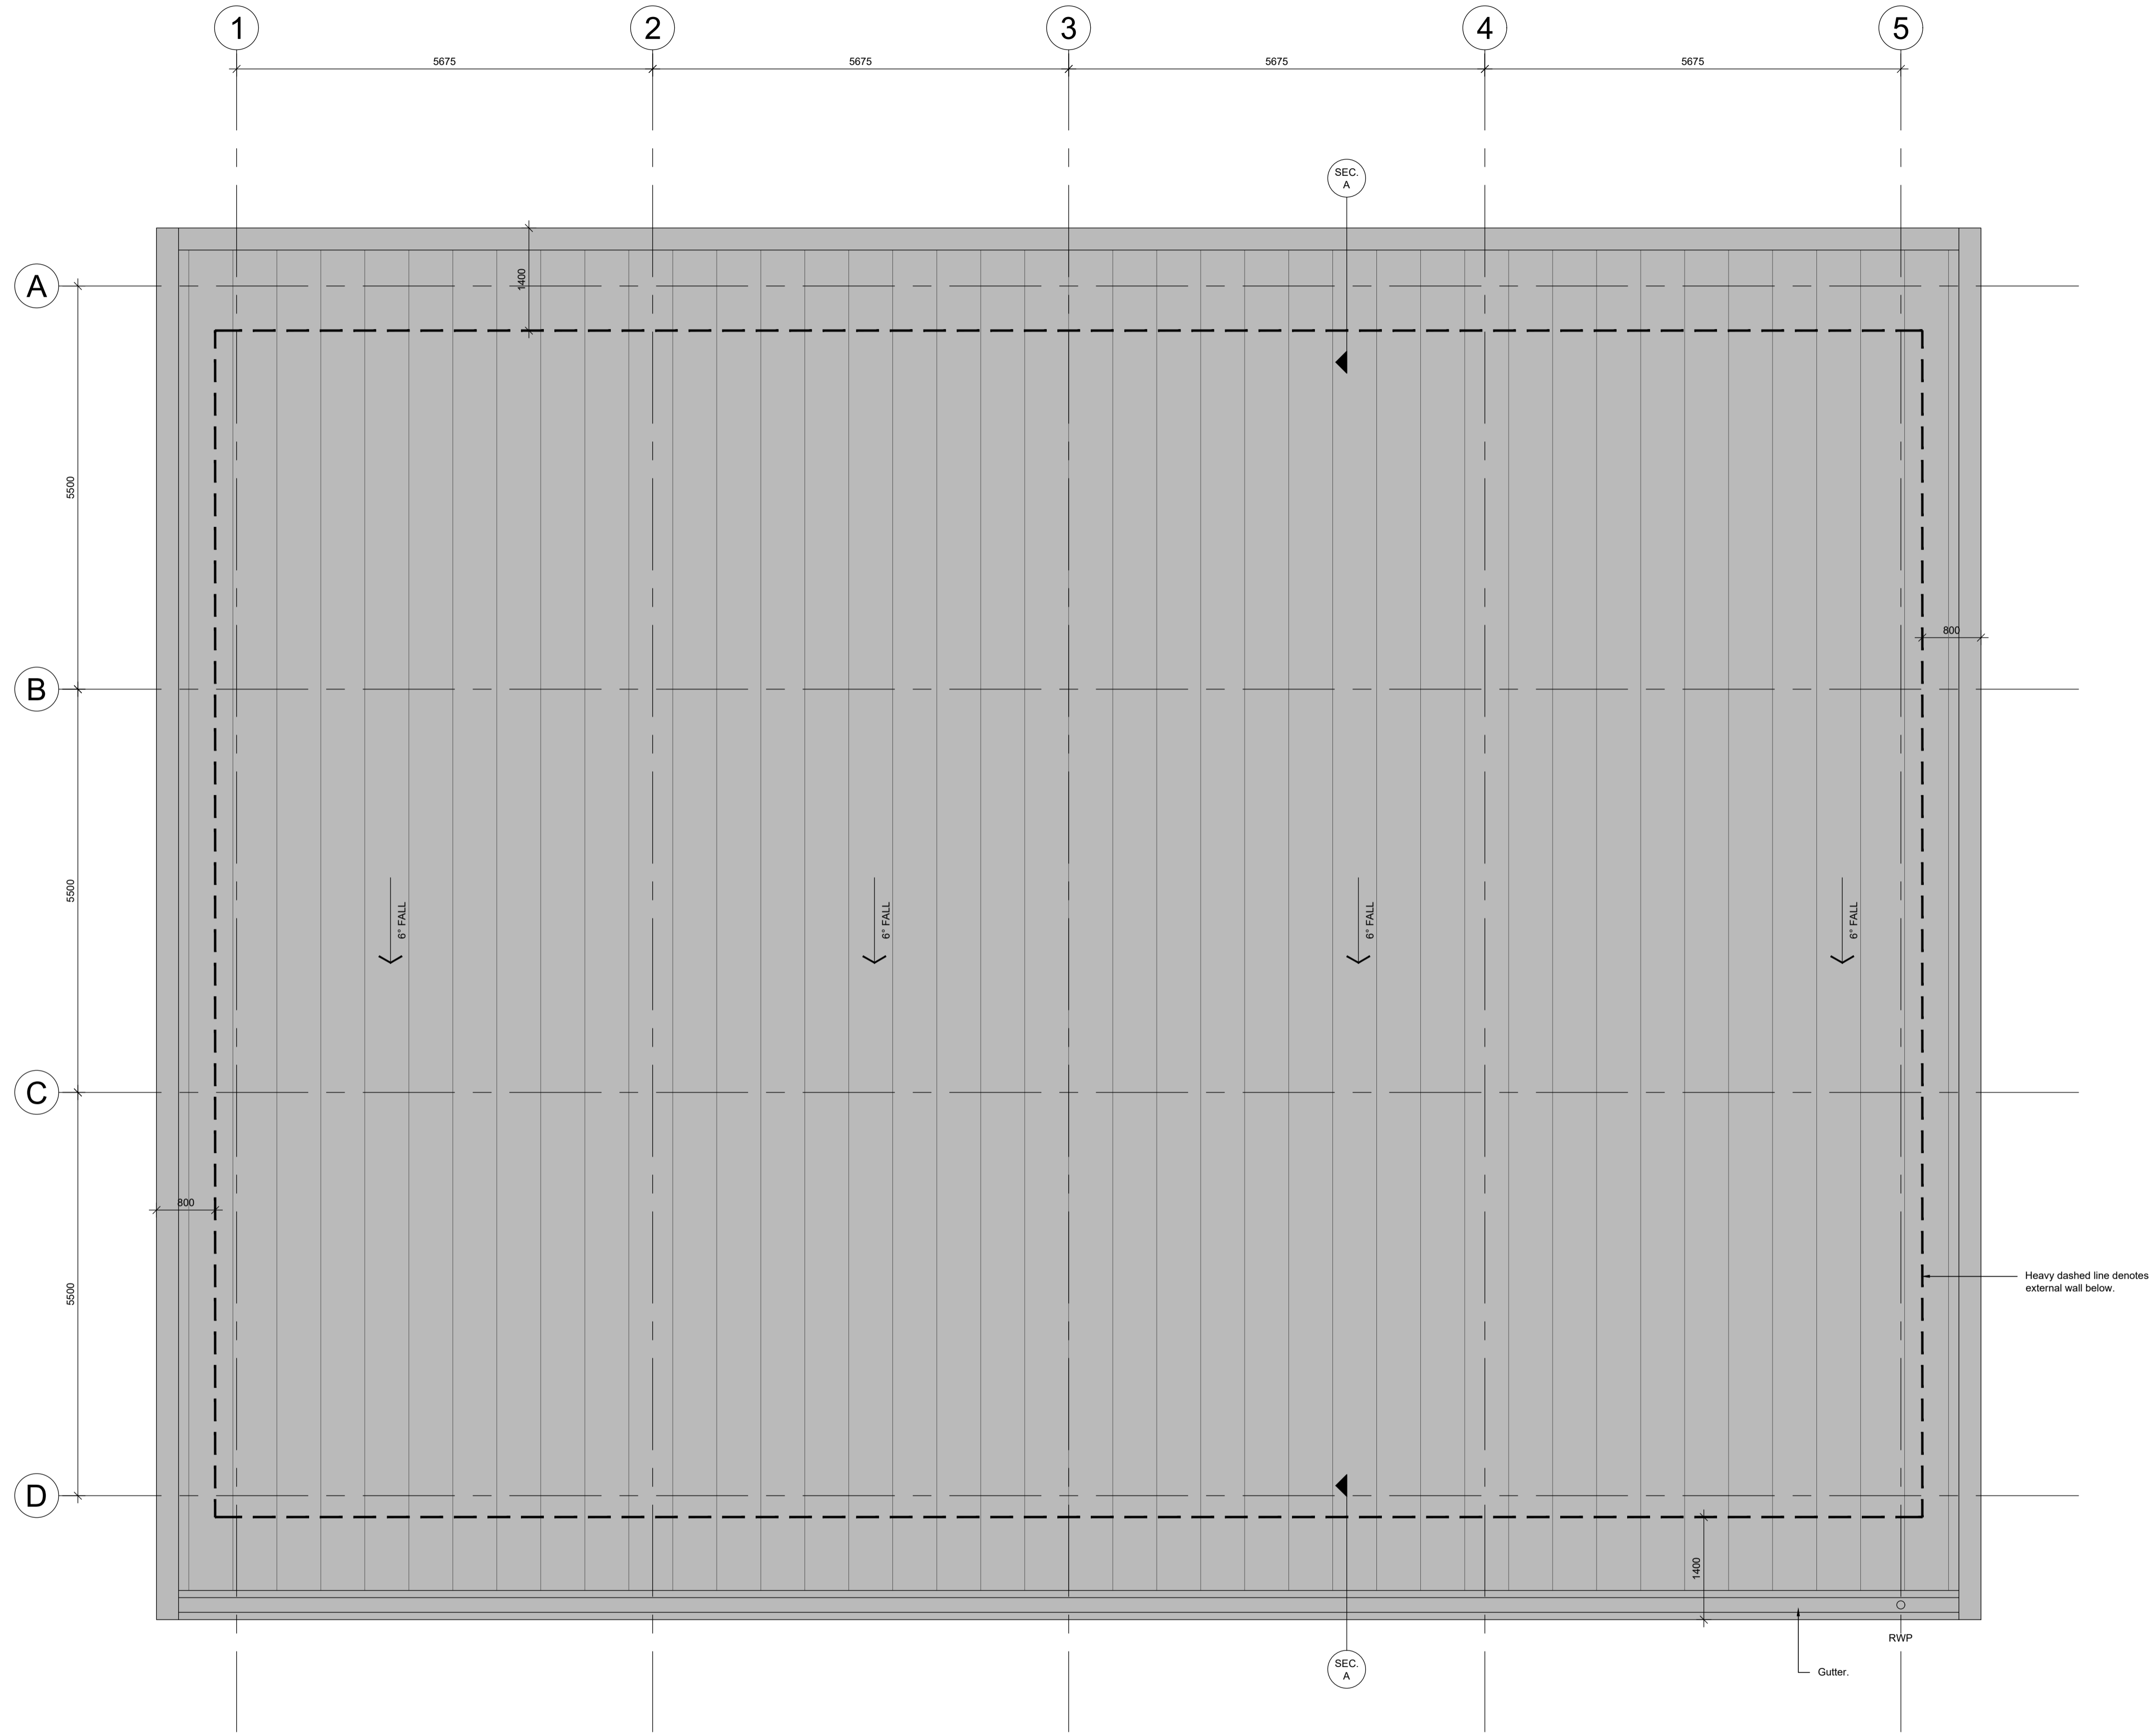 1
2
3
4
5
5675
5675
5675
5675
SEC.
A
1400
A
5500
800
B
5500
6° FALL
6° FALL
6° FALL
6° FALL
C
800
5500
Heavy dashed line denotes
external wall below.
D
1400
RWP
SEC.
A
Gutter.